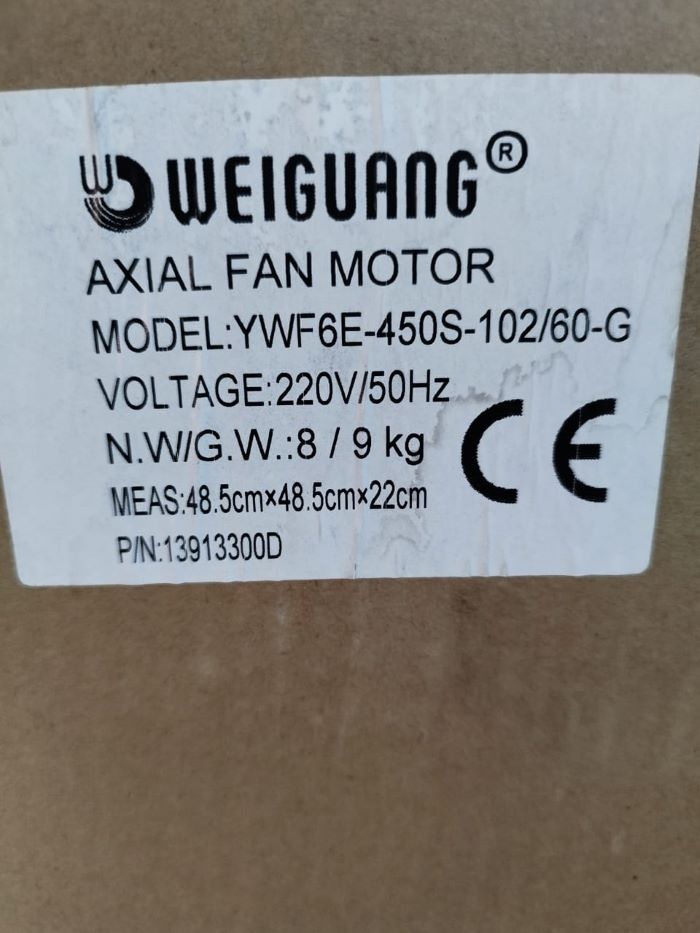 WEIGUANG®
AXIAL FAN MOTOR
MODEL:YWF6E-450S-102/60-G
VOLTAGE:220V/50Hz
N.W/G.W.:8 / 9 kg
MEAS:48.5cm×48.5cm×22cm
P/N:13913300D
CE